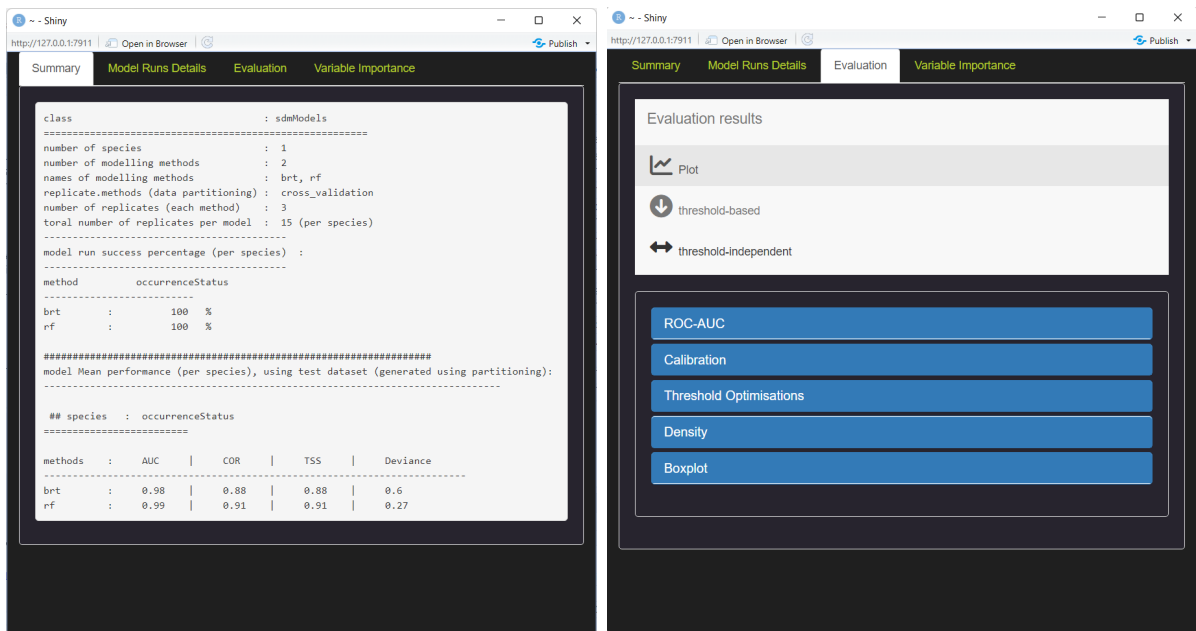 ~ - Shiny
http://127.0.0.1:7911 Open in Browser Publish
Summary Model Runs Details Evaluation Variable Importance
class : sdmModels
========================================================
number of species : 1
number of modelling methods : 2
names of modelling methods : brt, rf
replicate.methods (data partitioning) : cross_validation
number of replicates (each method) : 3
toral number of replicates per model : 15 (per species)
------------------------------------------
model run success percentage (per species) :
------------------------------------------
method occurrenceStatus
--------------------------
brt : 100 %
rf : 100 %
###################################################################
model Mean performance (per species), using test dataset (generated using partitioning):
-------------------------------------------------------------------------------
## species : occurrenceStatus
=========================
methods : AUC | COR | TSS | Deviance
-------------------------------------------------------------------------
brt : 0.98 | 0.88 | 0.88 | 0.6
rf : 0.99 | 0.91 | 0.91 | 0.27
~ - Shiny
http://127.0.0.1:7911 Open in Browser Publish
Summary Model Runs Details Evaluation Variable Importance
Evaluation results
Plot
threshold-based
threshold-independent
ROC-AUC
Calibration
Threshold Optimisations
Density
Boxplot